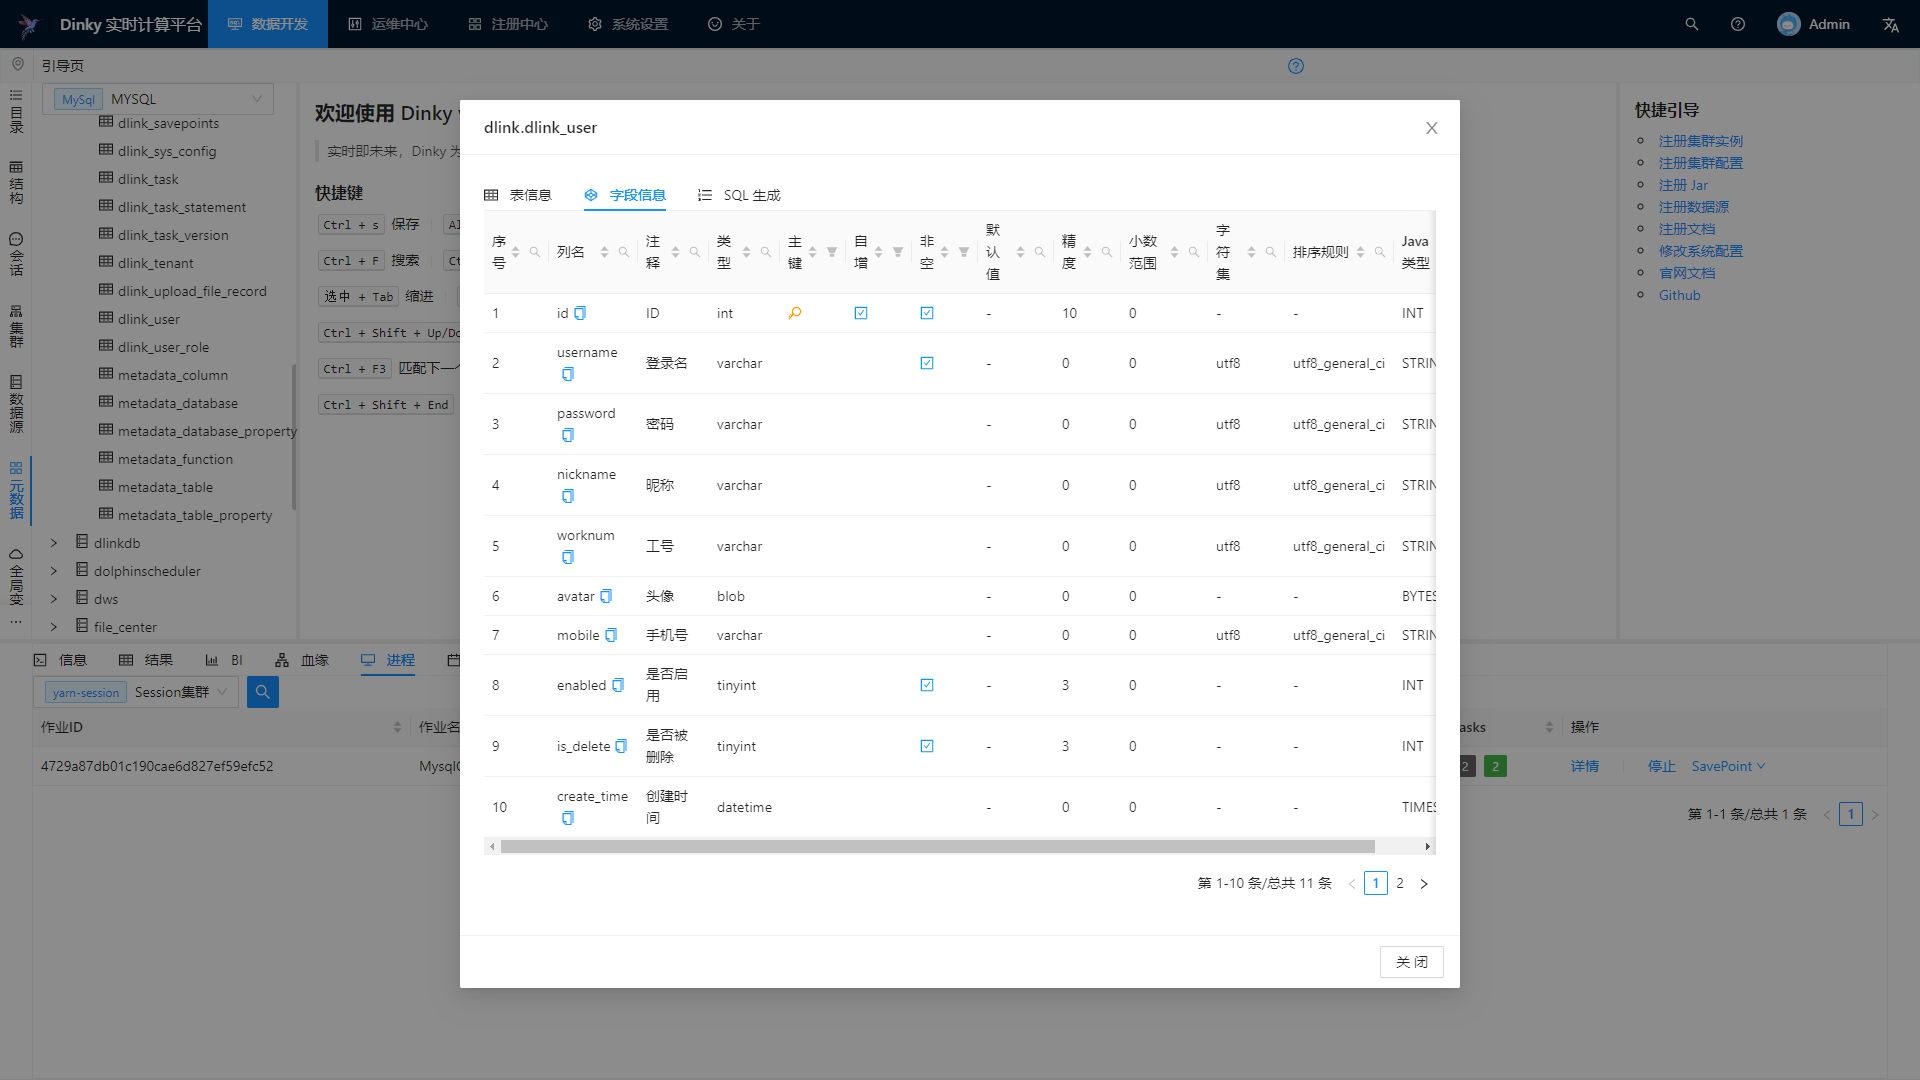 Dinky 实时计算平台 数据开发 运维中心 注册中心 系统设置 关于 Admin
引导页
目录
结构
会话
集群
数据源
元数据
全局变
MySql MYSQL
dlink_savepoints
dlink_sys_config
dlink_task
dlink_task_statement
dlink_task_version
dlink_tenant
dlink_upload_file_record
dlink_user
dlink_user_role
metadata_column
metadata_database
metadata_database_property
metadata_function
metadata_table
metadata_table_property
dlinkdb
dolphinscheduler
dws
file_center
欢迎使用 Dinky
实时即未来，Dinky 为
快捷键
Ctrl + s 保存
Ctrl + F 搜索
选中 + Tab 缩进
Ctrl + Shift + Up/Do
Ctrl + F3 匹配下一个
Ctrl + Shift + End
快捷引导
注册集群实例
注册集群配置
注册 Jar
注册数据源
注册文档
修改系统配置
官网文档
Github
dlink.dlink_user
表信息 字段信息 SQL 生成
序号 列名 注释 类型 主键 自增 非空 默认值 精度 小数范围 字符集 排序规则 Java 类型
1 id ID int - 10 0 - - INT
2 username 登录名 varchar - 0 0 utf8 utf8_general_ci STRIN
3 password 密码 varchar - 0 0 utf8 utf8_general_ci STRIN
4 nickname 昵称 varchar - 0 0 utf8 utf8_general_ci STRIN
5 worknum 工号 varchar - 0 0 utf8 utf8_general_ci STRIN
6 avatar 头像 blob - 0 0 - - BYTES
7 mobile 手机号 varchar - 0 0 utf8 utf8_general_ci STRIN
8 enabled 是否启用 tinyint - 3 0 - - INT
9 is_delete 是否被删除 tinyint - 3 0 - - INT
10 create_time 创建时间 datetime - 0 0 - - TIMES
第 1-10 条/总共 11 条 1 2
关 闭
信息 结果 BI 血缘 进程
yarn-session Session集群
作业ID 作业名 asks 操作
4729a87db01c190cae6d827ef59efc52 Mysql 2 2 详情 停止 SavePoint
第 1-1 条/总共 1 条 1